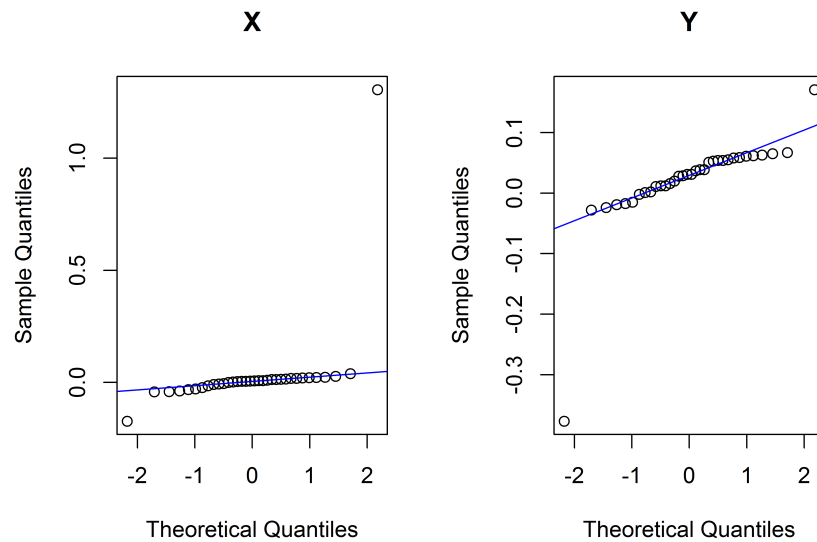 X
Sample Quantiles
1.0
0.5
0.0
-2 -1 0 1 2
Theoretical Quantiles
Y
Sample Quantiles
0.1
0.0
-0.1
-0.2
-0.3
-2 -1 0 1 2
Theoretical Quantiles